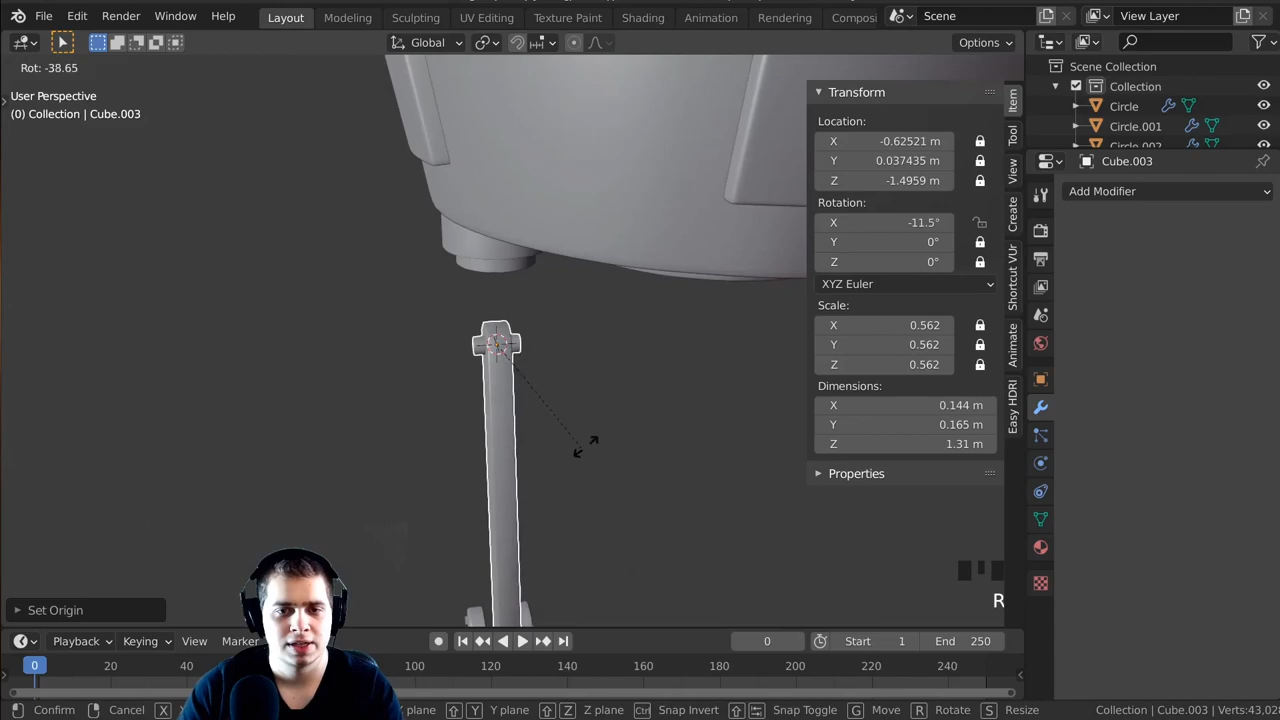 File Edit Render Window Help Layout Modeling Sculpting UV Editing Texture Paint Shading Animation Rendering Composi Scene View Layer
Global Options
Rot: -38.65
User Perspective
(0) Collection | Cube.003
Scene Collection
Collection
Circle
Circle.001
Circle.002
Cube.003
Add Modifier
Transform
Location:
X -0.62521 m
Y 0.037435 m
Z -1.4959 m
Rotation:
X -11.5°
Y 0°
Z 0°
XYZ Euler
Scale:
X 0.562
Y 0.562
Z 0.562
Dimensions:
X 0.144 m
Y 0.165 m
Z 1.31 m
Properties
Item
Tool
View
Create
Shortcut VUr
Animate
Easy HDRI
R
Set Origin
Playback Keying View Marker 0 Start 1 End 250
0 20 40 100 120 140 160 180 200 220 240
Confirm Cancel X plane Y plane Z plane Ctrl Snap Invert Snap Toggle G Move R Rotate S Resize Collection | Cube.003 | Verts:43,02